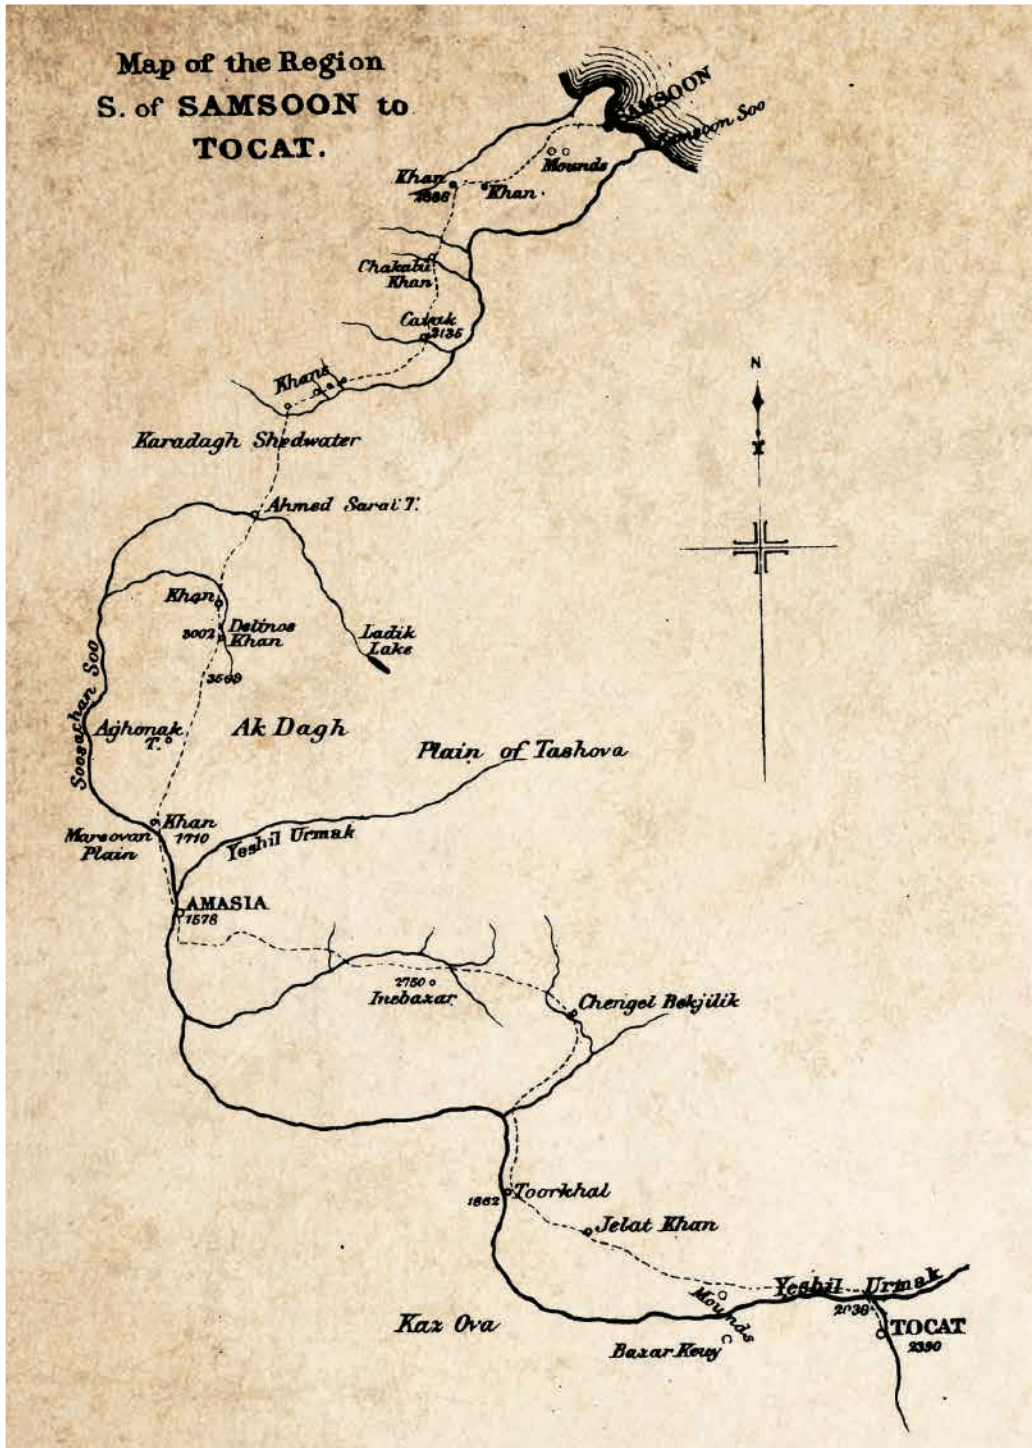 Map of the Region
S. of SAMSOON to
TOCAT.
SAMSOON
Samsoon Soo
Mounds
Khan
Khan.
Chakallu
Khan
Cavak
2135
Khans
N
Karadagh Shedwater
Ahmed Sarai T.
Khan
3002
Delinos
Khan
Ladik
Lake
3569
Soosachan Soo
Aghonak
T.
Ak Dagh
Plain of Tashova
Khan
1710
Marsovan
Plain
Yeshil Urmak
AMASIA
1578
2750
Inebazar
Chengel Bekjilik
1862
Toorkhal
Jelat Khan
Yeshil Urmak
Mounds
2038
TOCAT
2390
Kaz Ova
Bazar Keuy